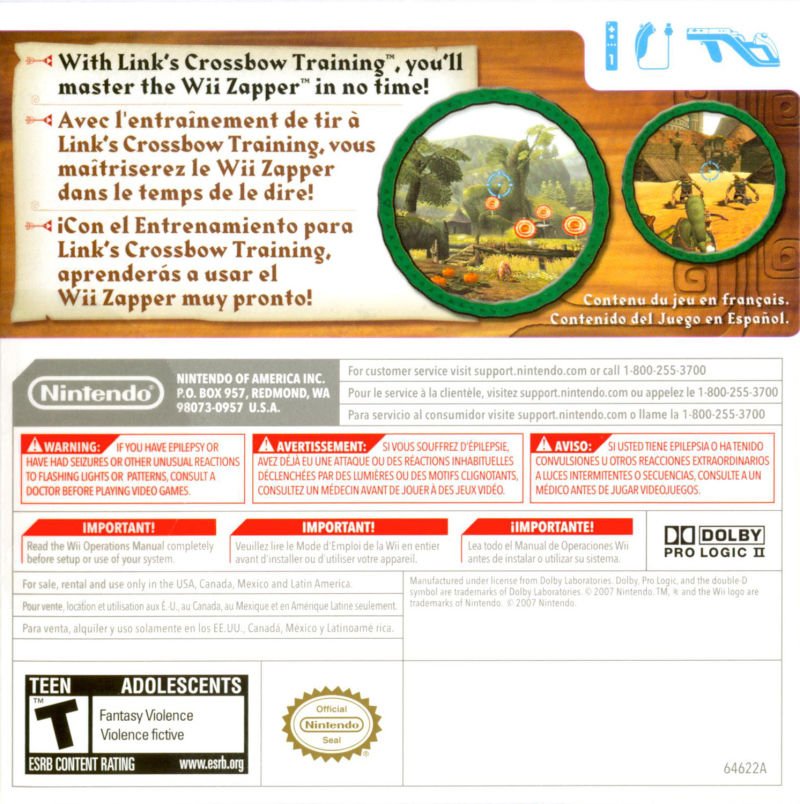 With Link's Crossbow Training™, you'll
master the Wii Zapper™ in no time!
Avec l'entraînement de tir à
Link's Crossbow Training, vous
maîtriserez le Wii Zapper
dans le temps de le dire!
¡Con el Entrenamiento para
Link's Crossbow Training,
aprenderás a usar el
Wii Zapper muy pronto!
1
Contenu du jeu en français.
Contenido del Juego en Español.
Nintendo®
NINTENDO OF AMERICA INC.
P.O. BOX 957, REDMOND, WA
98073-0957 U.S.A.
For customer service visit support.nintendo.com or call 1-800-255-3700
Pour le service à la clientèle, visitez support.nintendo.com ou appelez le 1-800-255-3700
Para servicio al consumidor visite support.nintendo.com o llame la 1-800-255-3700
WARNING: IF YOU HAVE EPILEPSY OR
HAVE HAD SEIZURES OR OTHER UNUSUAL REACTIONS
TO FLASHING LIGHTS OR PATTERNS, CONSULT A
DOCTOR BEFORE PLAYING VIDEO GAMES.
AVERTISSEMENT: SI VOUS SOUFFREZ D'ÉPILEPSIE,
AVEZ DÉJÀ EU UNE ATTAQUE OU DES RÉACTIONS INHABITUELLES
DÉCLENCHÉES PAR DES LUMIÈRES OU DES MOTIFS CLIGNOTANTS,
CONSULTEZ UN MÉDECIN AVANT DE JOUER À DES JEUX VIDÉO.
AVISO: SI USTED TIENE EPILEPSIA O HA TENIDO
CONVULSIONES U OTROS REACCIONES EXTRAORDINARIOS
A LUCES INTERMITENTES O SECUENCIAS, CONSULTE A UN
MÉDICO ANTES DE JUGAR VIDEOJUEGOS.
IMPORTANT!
Read the Wii Operations Manual completely
before setup or use of your system.
IMPORTANT!
Veuillez lire le Mode d'Emploi de la Wii en entier
avant d'installer ou d'utiliser votre appareil.
¡IMPORTANTE!
Lea todo el Manual de Operaciones Wii
antes de instalar o utilizar su sistema.
DOLBY
PRO LOGIC II
For sale, rental and use only in the USA, Canada, Mexico and Latin America.
Pour vente, location et utilisation aux É.-U., au Canada, au Mexique et en Amérique Latine seulement.
Para venta, alquiler y uso solamente en los EE.UU., Canadá, México y Latinoamérica.
Manufactured under license from Dolby Laboratories. Dolby, Pro Logic, and the double-D
symbol are trademarks of Dolby Laboratories. © 2007 Nintendo. TM, ® and the Wii logo are
trademarks of Nintendo. © 2007 Nintendo.
TEEN ADOLESCENTS
T™
Fantasy Violence
Violence fictive
ESRB CONTENT RATING www.esrb.org
Official
Nintendo
Seal
®
64622A